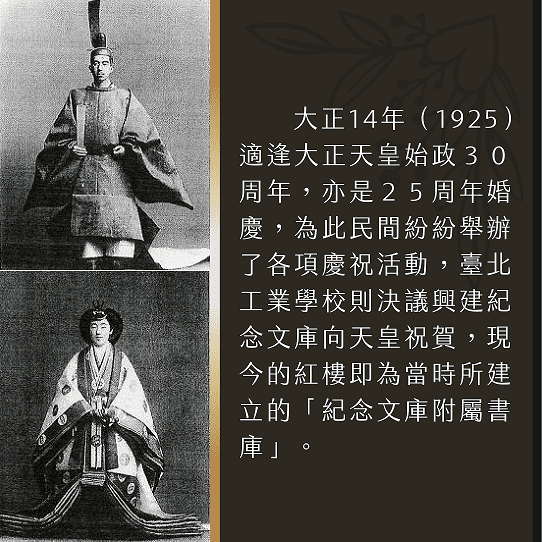 大正14年（1925）
適逢大正天皇始政３０
周年，亦是２５周年婚
慶，為此民間紛紛舉辦
了各項慶祝活動，臺北
工業學校則決議興建紀
念文庫向天皇祝賀，現
今的紅樓即為當時所建
立的「紀念文庫附屬書
庫」。